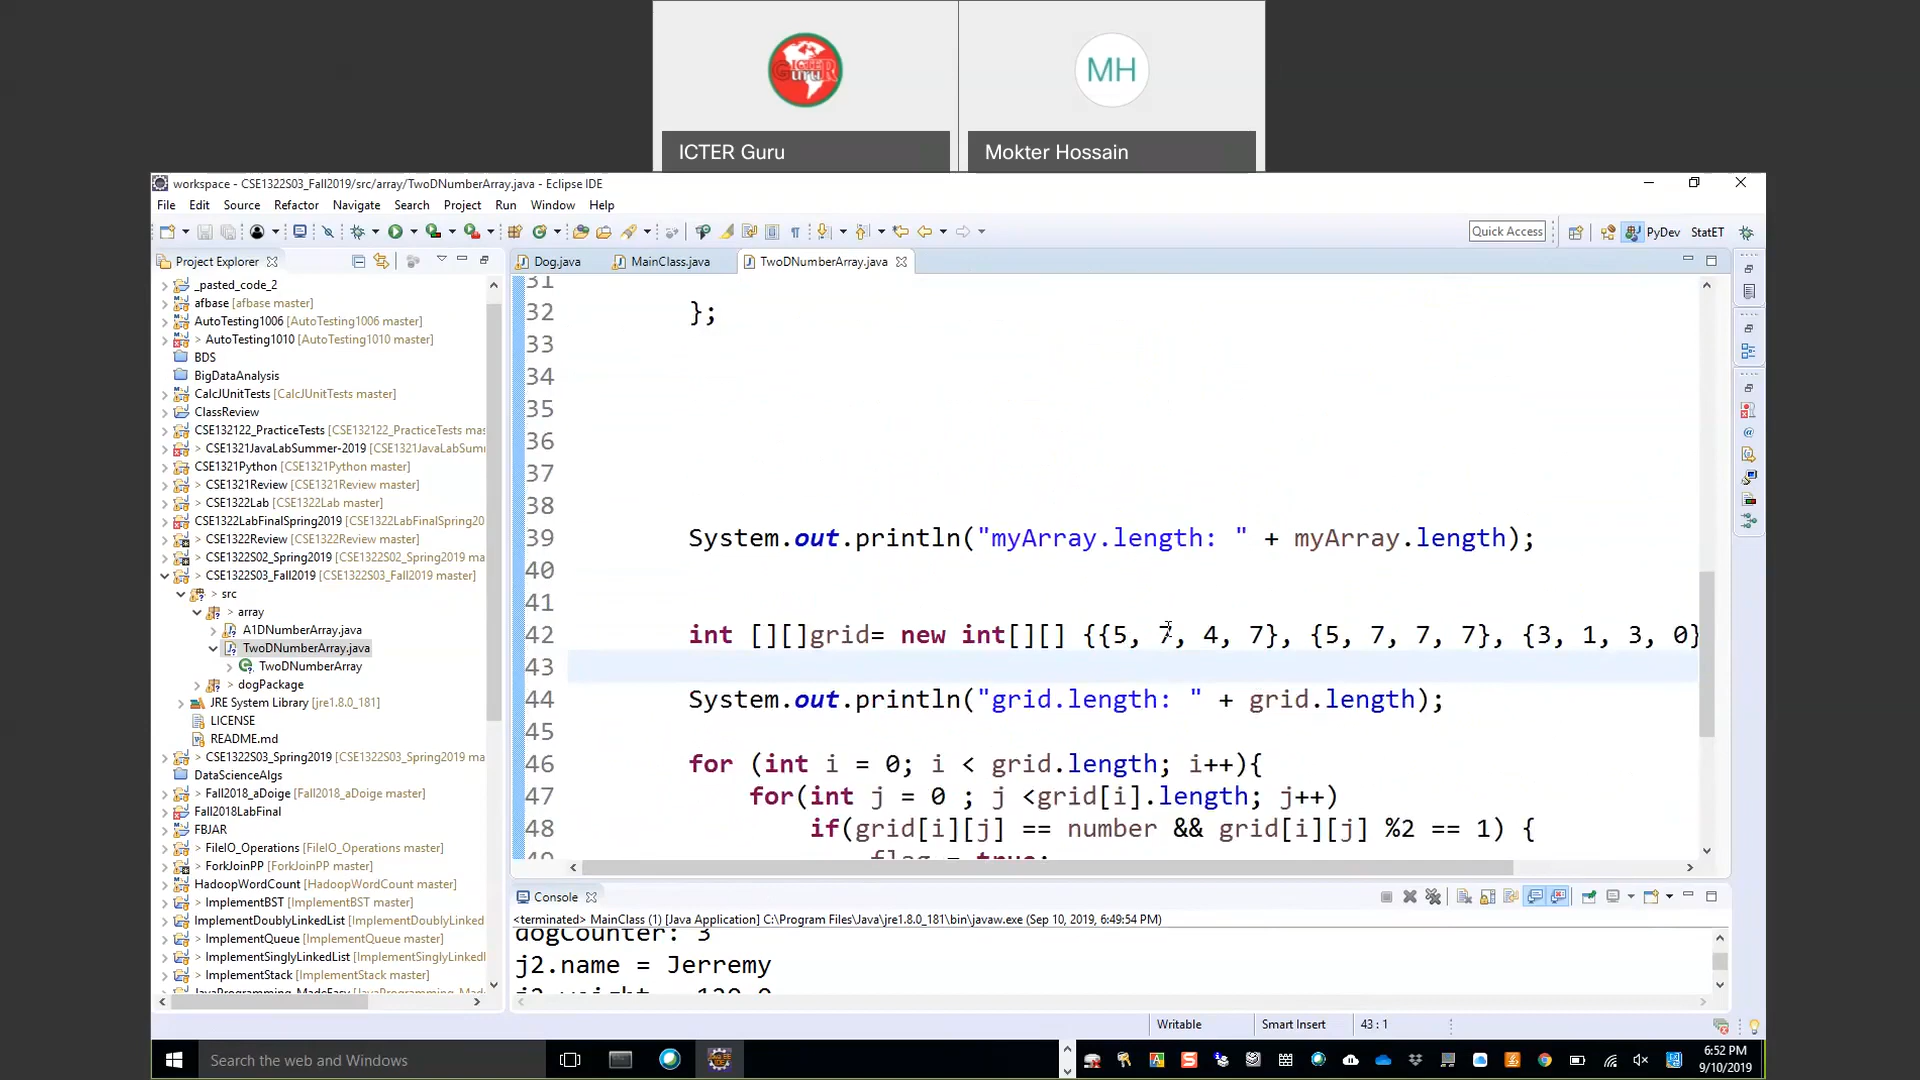 GuruR
MH
ICTER Guru
Mokter Hossain
workspace - CSE1322S03_Fall2019/src/array/TwoDNumberArray.java - Eclipse IDE
File Edit Source Refactor Navigate Search Project Run Window Help
Quick Access
PyDev
StatET
Project Explorer
Dog.java
MainClass.java
TwoDNumberArray.java
_pasted_code_2
afbase [afbase master]
AutoTesting1006 [AutoTesting1006 master]
> AutoTesting1010 [AutoTesting1010 master]
BDS
BigDataAnalysis
CalcJUnitTests [CalcJUnitTests master]
ClassReview
CSE132122_PracticeTests [CSE132122_PracticeTests mas
> CSE1321JavaLabSummer-2019 [CSE1321JavaLabSum
CSE1321Python [CSE1321Python master]
> CSE1321Review [CSE1321Review master]
> CSE1322Lab [CSE1322Lab master]
CSE1322LabFinalSpring2019 [CSE1322LabFinalSpring20
> CSE1322Review [CSE1322Review master]
> CSE1322S02_Spring2019 [CSE1322S02_Spring2019 mas
> CSE1322S03_Fall2019 [CSE1322S03_Fall2019 master]
> src
> array
A1DNumberArray.java
TwoDNumberArray.java
TwoDNumberArray
> dogPackage
JRE System Library [jre1.8.0_181]
LICENSE
README.md
> CSE1322S03_Spring2019 [CSE1322S03_Spring2019 mas
DataScienceAlgs
> Fall2018_aDoige [Fall2018_aDoige master]
Fall2018LabFinal
FBJAR
> FileIO_Operations [FileIO_Operations master]
> ForkJoinPP [ForkJoinPP master]
HadoopWordCount [HadoopWordCount master]
> ImplementBST [ImplementBST master]
ImplementDoublyLinkedList [ImplementDoublyLinked
> ImplementQueue [ImplementQueue master]
> ImplementSinglyLinkedList [ImplementSinglyLinked
> ImplementStack [ImplementStack master]
JavaProgramming_MadeEasy [JavaProgramming_MadeEasy
31
32 };
33
34
35
36
37
38
39 System.out.println("myArray.length: " + myArray.length);
40
41
42 int [][]grid= new int[][] {{5, 7, 4, 7}, {5, 7, 7, 7}, {3, 1, 3, 0}
43
44 System.out.println("grid.length: " + grid.length);
45
46 for (int i = 0; i < grid.length; i++){
47 for(int j = 0 ; j <grid[i].length; j++)
48 if(grid[i][j] == number && grid[i][j] %2 == 1) {
49 flag = true;
Console
<terminated> MainClass (1) [Java Application] C:\Program Files\Java\jre1.8.0_181\bin\javaw.exe (Sep 10, 2019, 6:49:54 PM)
dogCounter: 3
j2.name = Jerremy
j2.weight = 120.0
Writable
Smart Insert
43 : 1
Search the web and Windows
6:52 PM
9/10/2019